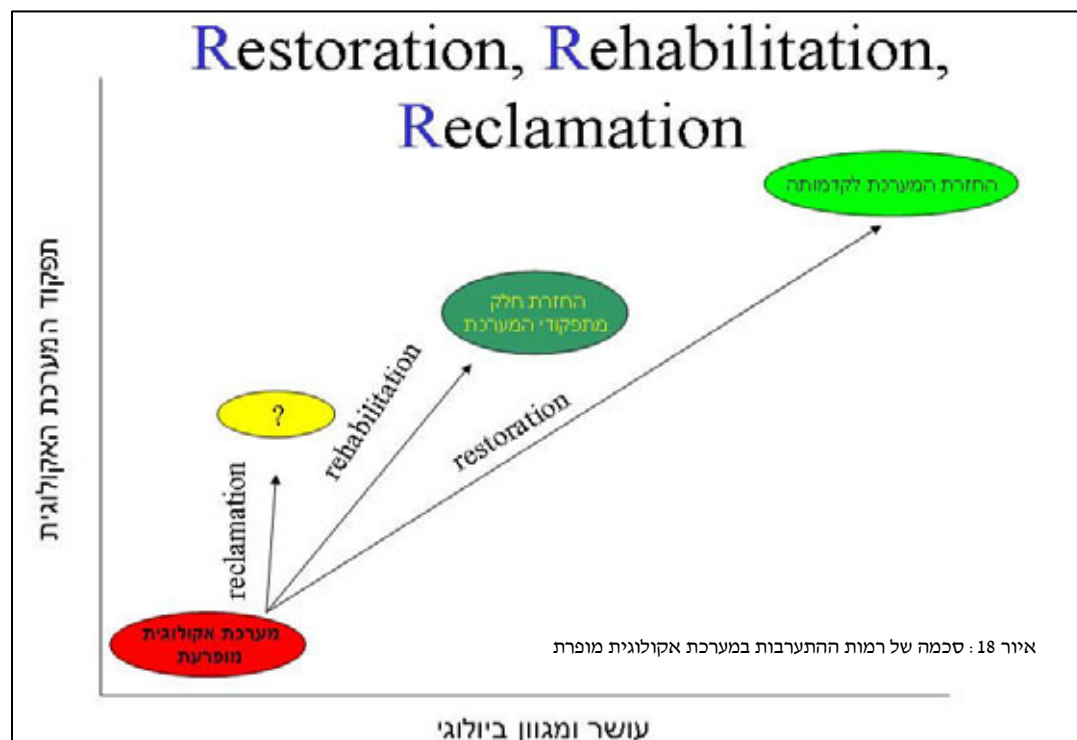 Restoration, Rehabilitation,
Reclamation
תפקוד המערכת האקולוגית
החזרת המערכת לקדמותה
החזרת חלק
מתפקודי המערכת
?
reclamation
rehabilitation
restoration
מערכת אקולוגית
מופרעת
איור 18 : סכמה של רמות ההתערבות במערכת אקולוגית מופרת
עושר ומגוון ביולוגי